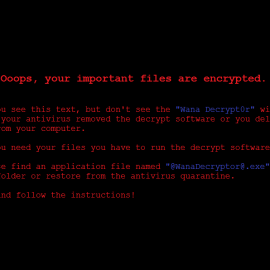 Ooops, your important files are encrypted.
u see this text, but don't see the "Wana Decrypt0r" wi
your antivirus removed the decrypt software or you del
om your computer.
u need your files you have to run the decrypt software
e find an application file named "@WanaDecryptor@.exe"
older or restore from the antivirus quarantine.
nd follow the instructions!